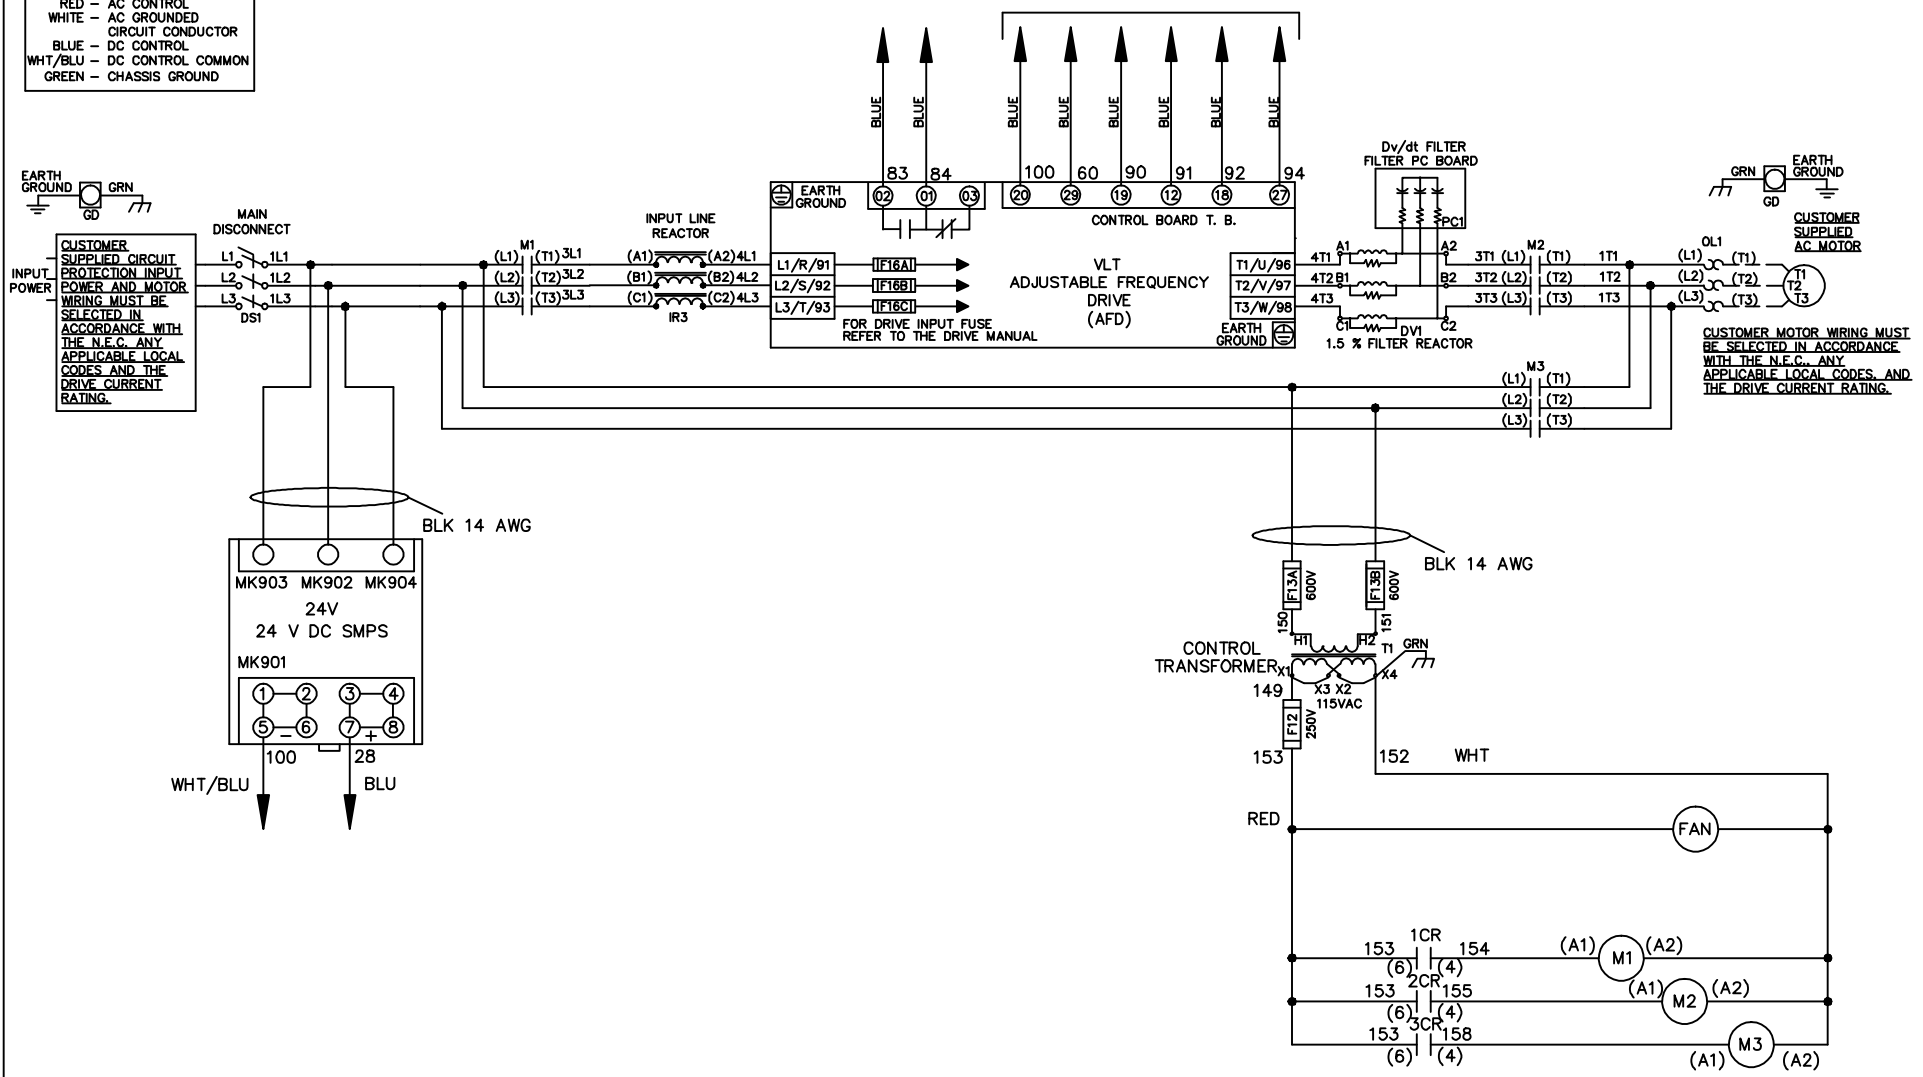 RED – AC CONTROL
WHITE – AC GROUNDED
CIRCUIT CONDUCTOR
BLUE – DC CONTROL
WHT/BLU – DC CONTROL COMMON
GREEN – CHASSIS GROUND
EARTH
GROUND
GRN
GD
INPUT
POWER
CUSTOMER
SUPPLIED CIRCUIT
PROTECTION INPUT
POWER AND MOTOR
WIRING MUST BE
SELECTED IN
ACCORDANCE WITH
THE N.E.C. ANY
APPLICABLE LOCAL
CODES AND THE
DRIVE CURRENT
RATING.
MAIN
DISCONNECT
L1 1L1
L2 1L2
L3 1L3
DS1
M1
(L1) (T1) 3L1
(L2) (T2) 3L2
(L3) (T3) 3L3
INPUT LINE
REACTOR
(A1) (A2) 4L1
(B1) (B2) 4L2
(C1) (C2) 4L3
IR3
BLUE BLUE BLUE BLUE BLUE BLUE BLUE BLUE
83 84 100 60 90 91 92 94
EARTH
GROUND
02 01 03 20 29 19 12 18 27
CONTROL BOARD T. B.
L1/R/91 F16A
L2/S/92 F16B
L3/T/93 F16C
FOR DRIVE INPUT FUSE
REFER TO THE DRIVE MANUAL
VLT
ADJUSTABLE FREQUENCY
DRIVE
(AFD)
T1/U/96
T2/V/97
T3/W/98
EARTH
GROUND
Dv/dt FILTER
FILTER PC BOARD
PC1
4T1 A1 A2
4T2 B1 B2
4T3 C1 C2
DV1
1.5 % FILTER REACTOR
M2
3T1 (L1) (T1) 1T1
3T2 (L2) (T2) 1T2
3T3 (L3) (T3) 1T3
M3
(L1) (T1)
(L2) (T2)
(L3) (T3)
OL1
(L1) (T1)
(L2) (T2)
(L3) (T3)
T1
T2
T3
GRN
GD
EARTH
GROUND
CUSTOMER
SUPPLIED
AC MOTOR
CUSTOMER MOTOR WIRING MUST
BE SELECTED IN ACCORDANCE
WITH THE N.E.C., ANY
APPLICABLE LOCAL CODES, AND
THE DRIVE CURRENT RATING.
BLK 14 AWG
MK903 MK902 MK904
24V
24 V DC SMPS
MK901
1 2 3 4
5 – 6 7 + 8
100 28
WHT/BLU BLU
BLK 14 AWG
F13A 600V F13B 600V
150 151
H1 H2
T1
GRN
CONTROL
TRANSFORMER
X1 X3 X2 X4
115VAC
149
F12 250V
153 152 WHT
RED
FAN
1CR
153 154 (A1) M1 (A2)
(6) (4)
2CR
153 155 (A1) M2 (A2)
(6) (4)
3CR
153 158 M3
(6) (4) (A1) (A2)